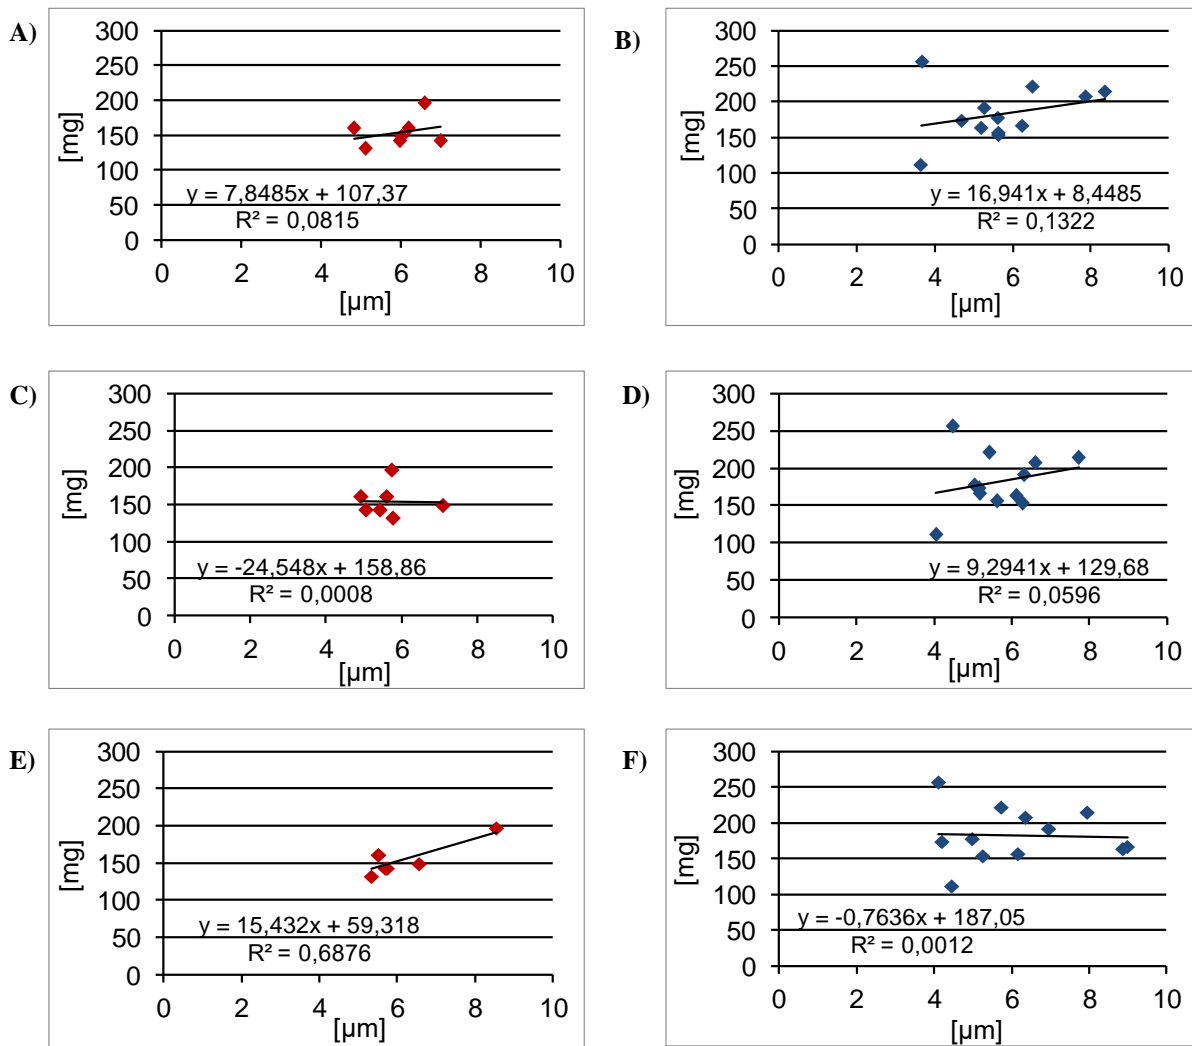 A)
300
250
200
150
100
50
0
[mg]
y = 7,8485x + 107,37
R² = 0,0815
0 2 4 6 8 10
[µm]
B)
300
250
200
150
100
50
0
[mg]
y = 16,941x + 8,4485
R² = 0,1322
0 2 4 6 8 10
[µm]
C)
300
250
200
150
100
50
0
[mg]
y = -24,548x + 158,86
R² = 0,0008
0 2 4 6 8 10
[µm]
D)
300
250
200
150
100
50
0
[mg]
y = 9,2941x + 129,68
R² = 0,0596
0 2 4 6 8 10
[µm]
E)
300
250
200
150
100
50
0
[mg]
y = 15,432x + 59,318
R² = 0,6876
0 2 4 6 8 10
[µm]
F)
300
250
200
150
100
50
0
[mg]
y = -0,7636x + 187,05
R² = 0,0012
0 2 4 6 8 10
[µm]